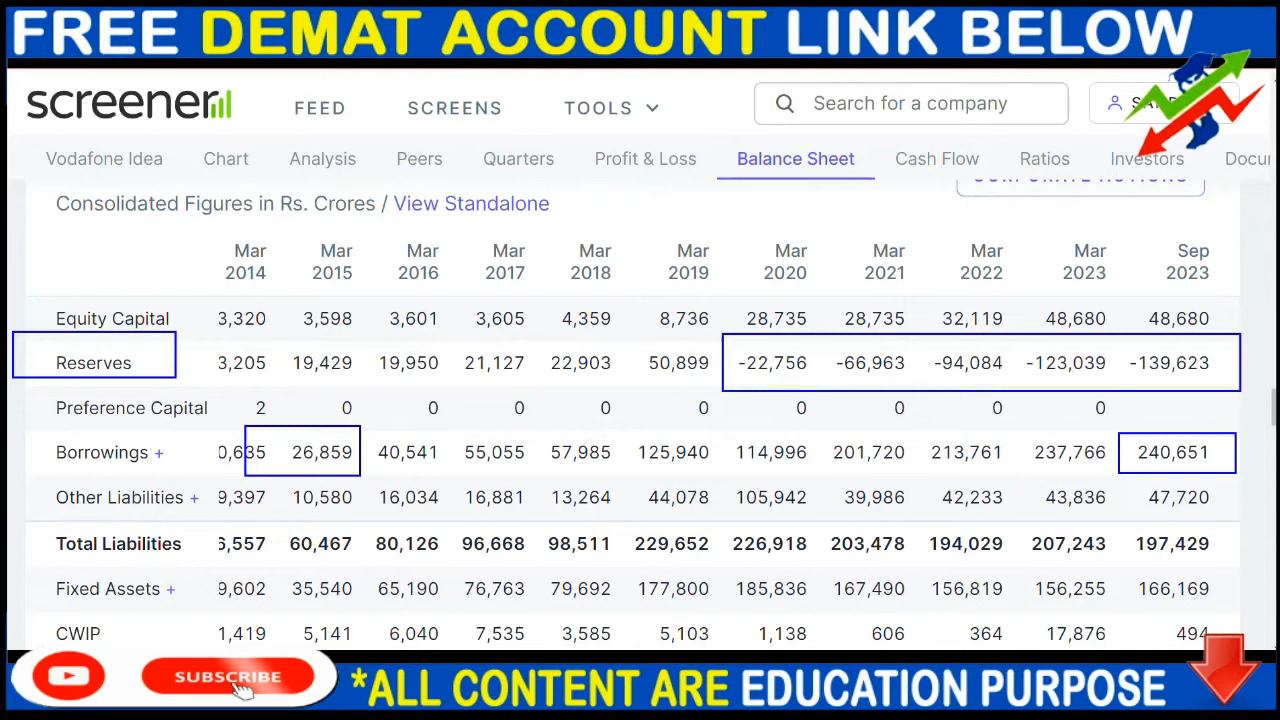 FREE DEMAT ACCOUNT LINK BELOW
screener FEED SCREENS TOOLS Search for a company
Vodafone Idea Chart Analysis Peers Quarters Profit & Loss Balance Sheet Cash Flow Ratios Investors Docu
CORPORATE ACTIONS
Consolidated Figures in Rs. Crores / View Standalone
Mar Mar Mar Mar Mar Mar Mar Mar Mar Mar Sep
2014 2015 2016 2017 2018 2019 2020 2021 2022 2023 2023
Equity Capital 3,320 3,598 3,601 3,605 4,359 8,736 28,735 28,735 32,119 48,680 48,680
Reserves 3,205 19,429 19,950 21,127 22,903 50,899 -22,756 -66,963 -94,084 -123,039 -139,623
Preference Capital 2 0 0 0 0 0 0 0 0 0
Borrowings + 0,635 26,859 40,541 55,055 57,985 125,940 114,996 201,720 213,761 237,766 240,651
Other Liabilities + 9,397 10,580 16,034 16,881 13,264 44,078 105,942 39,986 42,233 43,836 47,720
Total Liabilities 6,557 60,467 80,126 96,668 98,511 229,652 226,918 203,478 194,029 207,243 197,429
Fixed Assets + 9,602 35,540 65,190 76,763 79,692 177,800 185,836 167,490 156,819 156,255 166,169
CWIP 1,419 5,141 6,040 7,535 3,585 5,103 1,138 606 364 17,876 494
SUBSCRIBE
*ALL CONTENT ARE EDUCATION PURPOSE